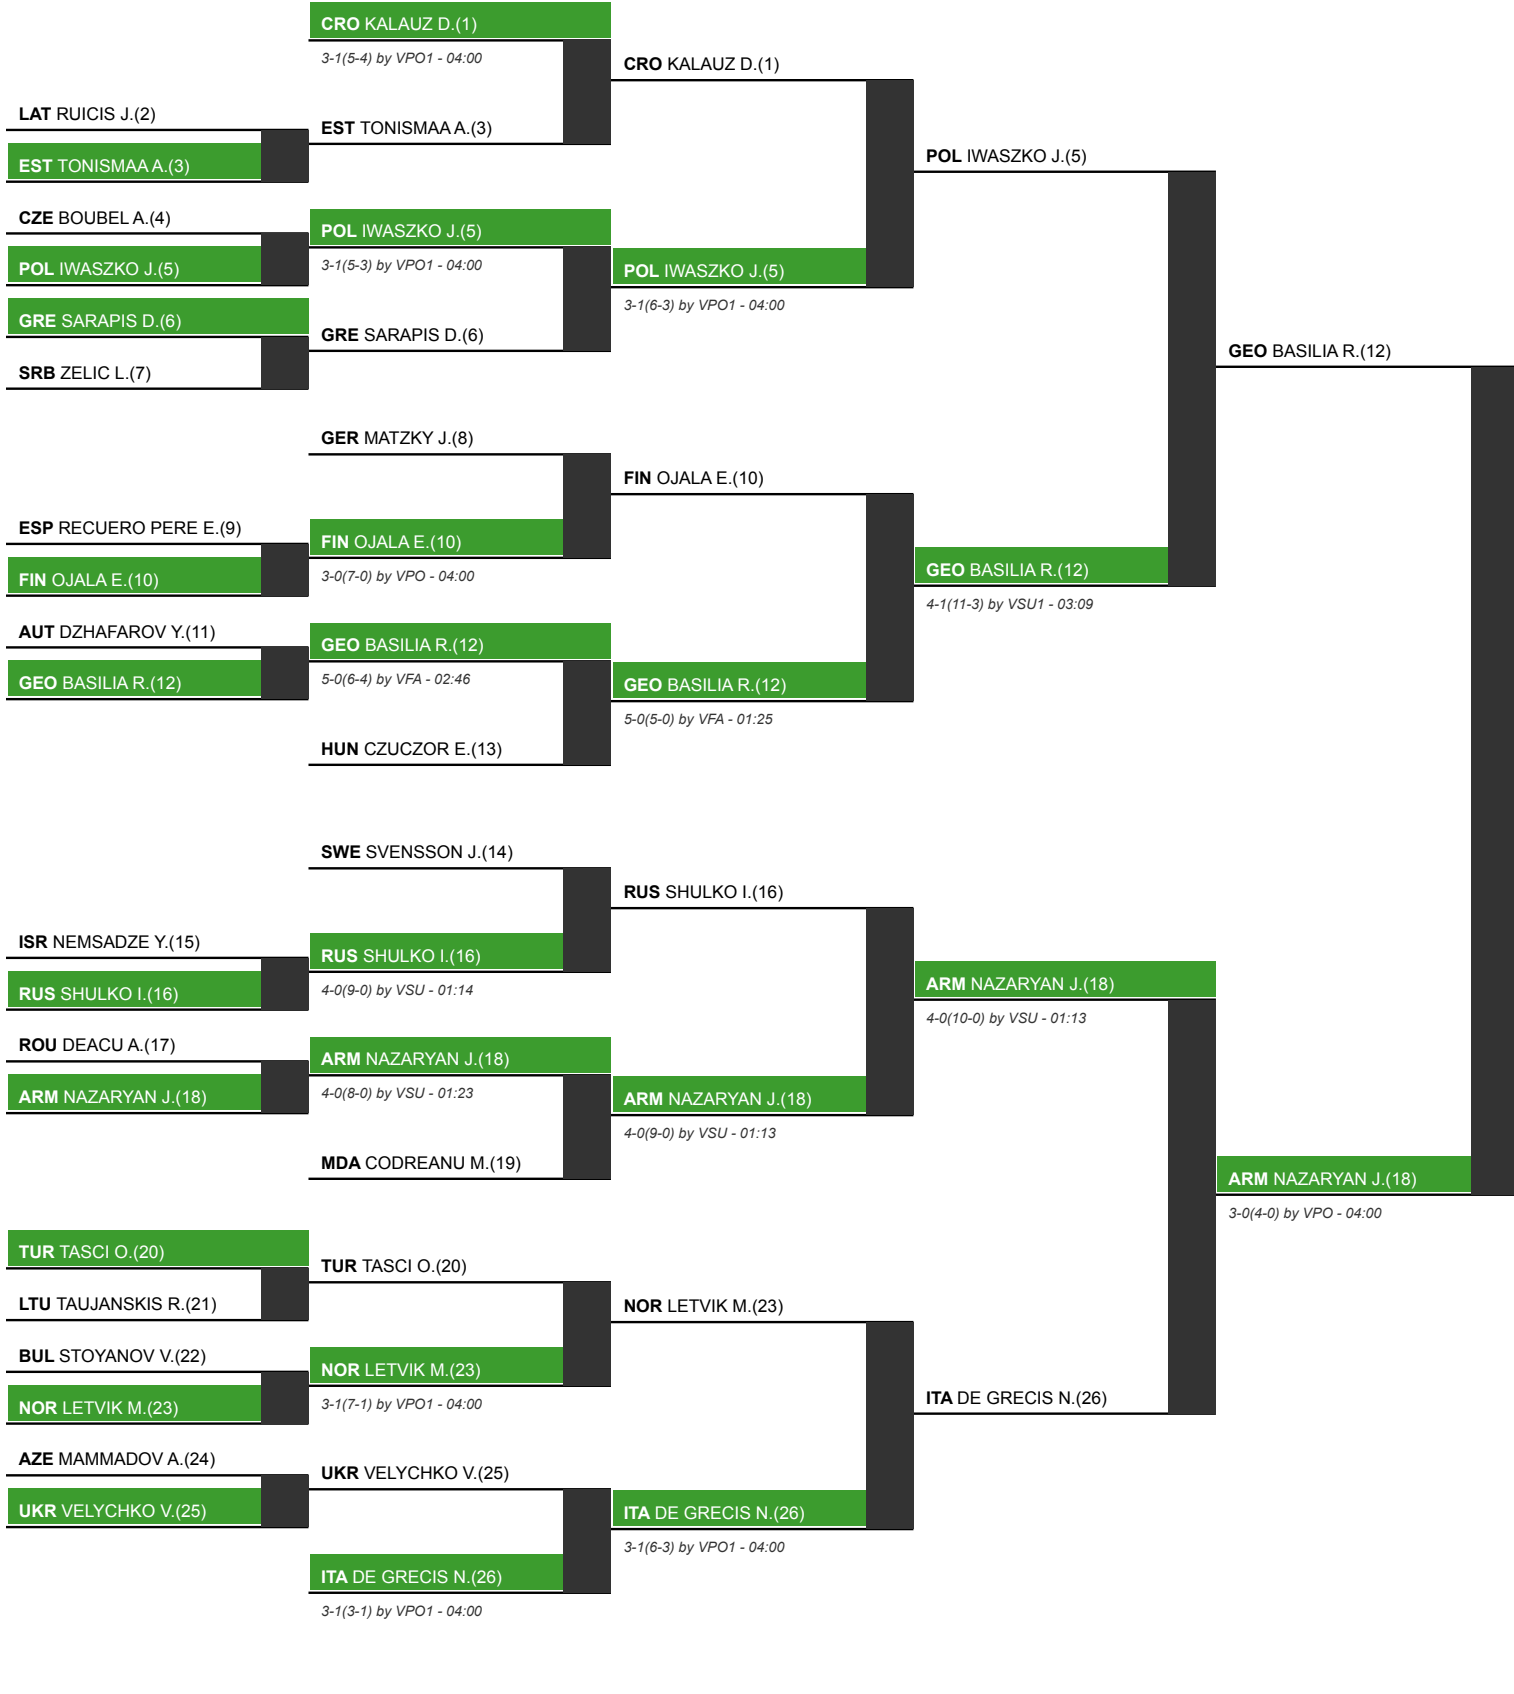 LAT RUICIS J.(2)
EST TONISMAA A.(3)
CZE BOUBEL A.(4)
POL IWASZKO J.(5)
GRE SARAPIS D.(6)
SRB ZELIC L.(7)
ESP RECUERO PERE E.(9)
FIN OJALA E.(10)
AUT DZHAFAROV Y.(11)
GEO BASILIA R.(12)
ISR NEMSADZE Y.(15)
RUS SHULKO I.(16)
ROU DEACU A.(17)
ARM NAZARYAN J.(18)
TUR TASCI O.(20)
LTU TAUJANSKIS R.(21)
BUL STOYANOV V.(22)
NOR LETVIK M.(23)
AZE MAMMADOV A.(24)
UKR VELYCHKO V.(25)
CRO KALAUZ D.(1)
3-1(5-4) by VPO1 - 04:00
EST TONISMAA A.(3)
POL IWASZKO J.(5)
3-1(5-3) by VPO1 - 04:00
GRE SARAPIS D.(6)
GER MATZKY J.(8)
FIN OJALA E.(10)
3-0(7-0) by VPO - 04:00
GEO BASILIA R.(12)
5-0(6-4) by VFA - 02:46
HUN CZUCZOR E.(13)
SWE SVENSSON J.(14)
RUS SHULKO I.(16)
4-0(9-0) by VSU - 01:14
ARM NAZARYAN J.(18)
4-0(8-0) by VSU - 01:23
MDA CODREANU M.(19)
TUR TASCI O.(20)
NOR LETVIK M.(23)
3-1(7-1) by VPO1 - 04:00
UKR VELYCHKO V.(25)
ITA DE GRECIS N.(26)
3-1(3-1) by VPO1 - 04:00
CRO KALAUZ D.(1)
POL IWASZKO J.(5)
3-1(6-3) by VPO1 - 04:00
FIN OJALA E.(10)
GEO BASILIA R.(12)
5-0(5-0) by VFA - 01:25
RUS SHULKO I.(16)
ARM NAZARYAN J.(18)
4-0(9-0) by VSU - 01:13
NOR LETVIK M.(23)
ITA DE GRECIS N.(26)
3-1(6-3) by VPO1 - 04:00
POL IWASZKO J.(5)
GEO BASILIA R.(12)
4-1(11-3) by VSU1 - 03:09
ARM NAZARYAN J.(18)
4-0(10-0) by VSU - 01:13
ITA DE GRECIS N.(26)
GEO BASILIA R.(12)
ARM NAZARYAN J.(18)
3-0(4-0) by VPO - 04:00